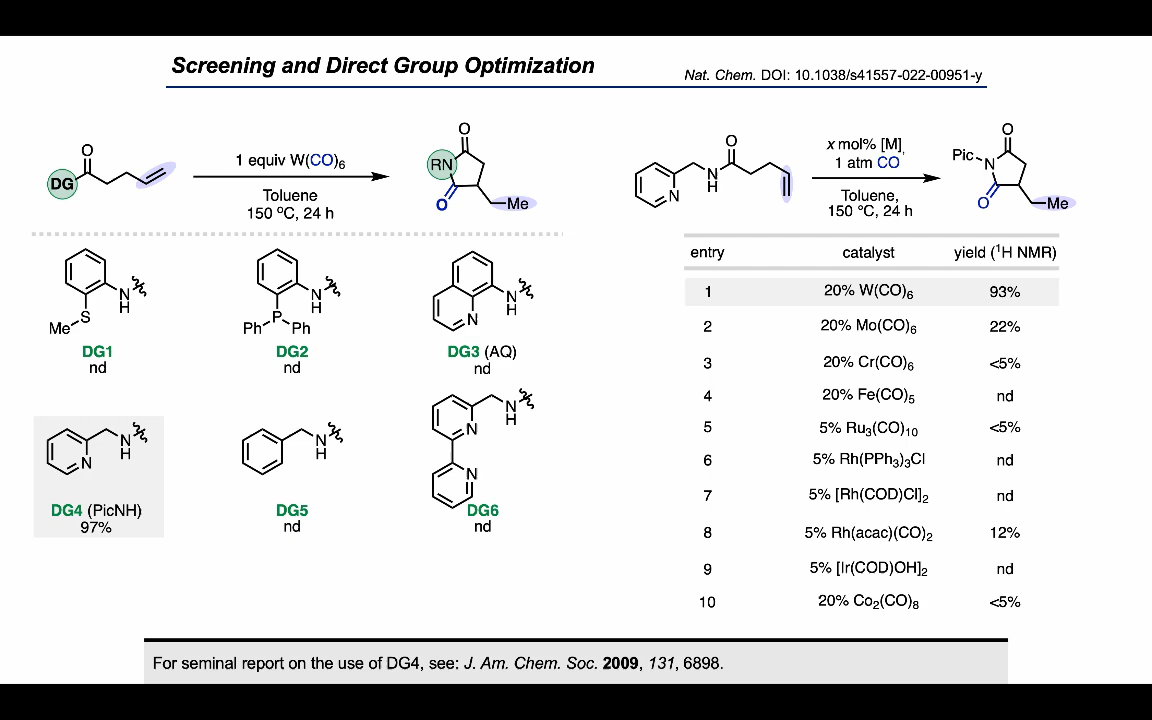 Screening and Direct Group Optimization
Nat. Chem. DOI: 10.1038/s41557-022-00951-y
O
DG
1 equiv W(CO)6
Toluene
150 ºC, 24 h
O
RN
O
Me
O
N
H
N
x mol% [M],
1 atm CO
Toluene,
150 ºC, 24 h
O
Pic
N
O
Me
N
H
S
Me
DG1
nd
N
H
P
Ph
Ph
DG2
nd
N
H
N
DG3 (AQ)
nd
N
H
N
DG4 (PicNH)
97%
N
H
DG5
nd
N
H
N
N
DG6
nd
entry catalyst yield (¹H NMR)
1 20% W(CO)6 93%
2 20% Mo(CO)6 22%
3 20% Cr(CO)6 <5%
4 20% Fe(CO)5 nd
5 5% Ru3(CO)10 <5%
6 5% Rh(PPh3)3Cl nd
7 5% [Rh(COD)Cl]2 nd
8 5% Rh(acac)(CO)2 12%
9 5% [Ir(COD)OH]2 nd
10 20% Co2(CO)8 <5%
For seminal report on the use of DG4, see: J. Am. Chem. Soc. 2009, 131, 6898.